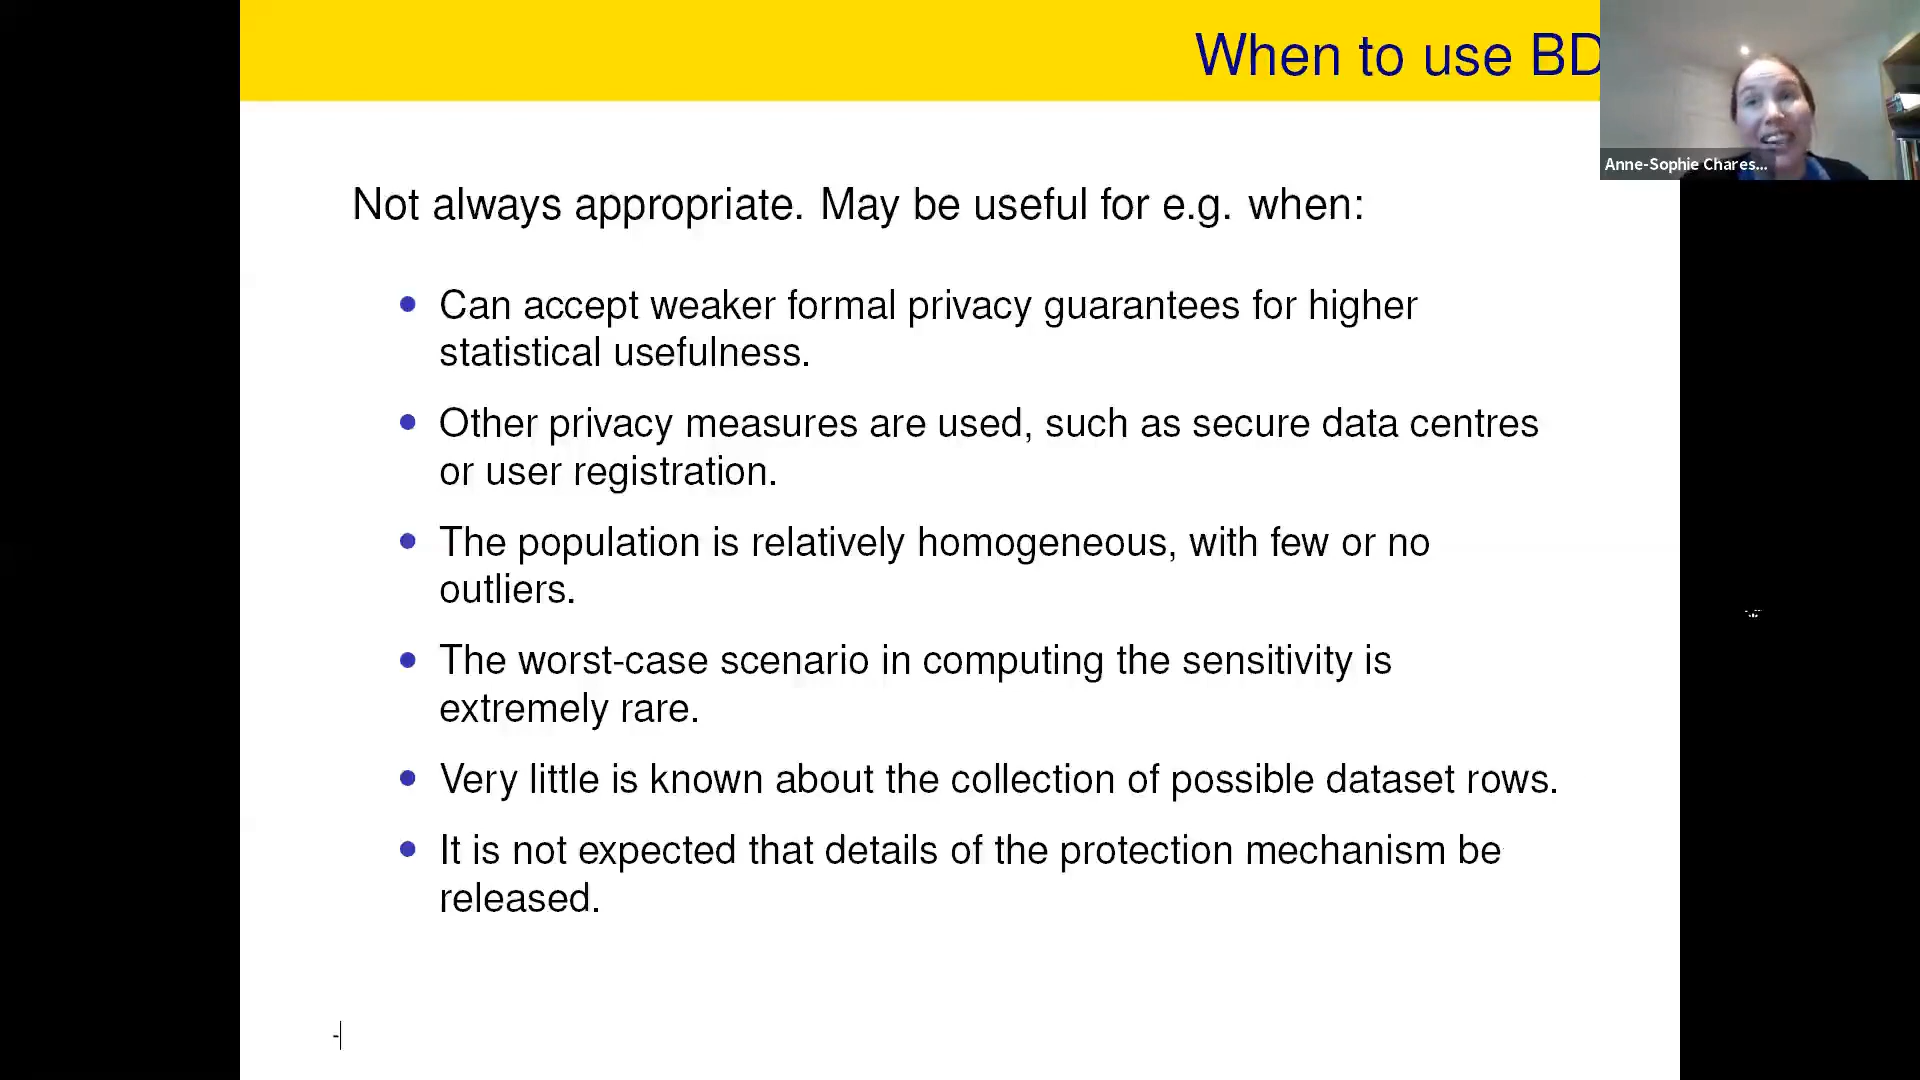 When to use BD
Anne-Sophie Chares...
Not always appropriate. May be useful for e.g. when:
• Can accept weaker formal privacy guarantees for higher
statistical usefulness.
• Other privacy measures are used, such as secure data centres
or user registration.
• The population is relatively homogeneous, with few or no
outliers.
• The worst-case scenario in computing the sensitivity is
extremely rare.
• Very little is known about the collection of possible dataset rows.
• It is not expected that details of the protection mechanism be
released.